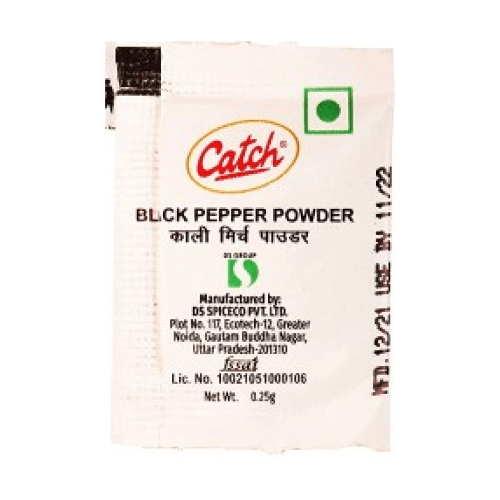 Catch®
BLCK PEPPER POWDER
काली मिर्च पाउडर
DS GROUP
Manufactured by:
DS SPICECO PVT. LTD.
Plot No. 117, Ecotech-12, Greater
Noida, Gautam Buddha Nagar,
Uttar Pradesh-201310
fssai
Lic. No. 10021051000106
Net Wt. 0.25g
MFD.12/21 USE BY 11/22